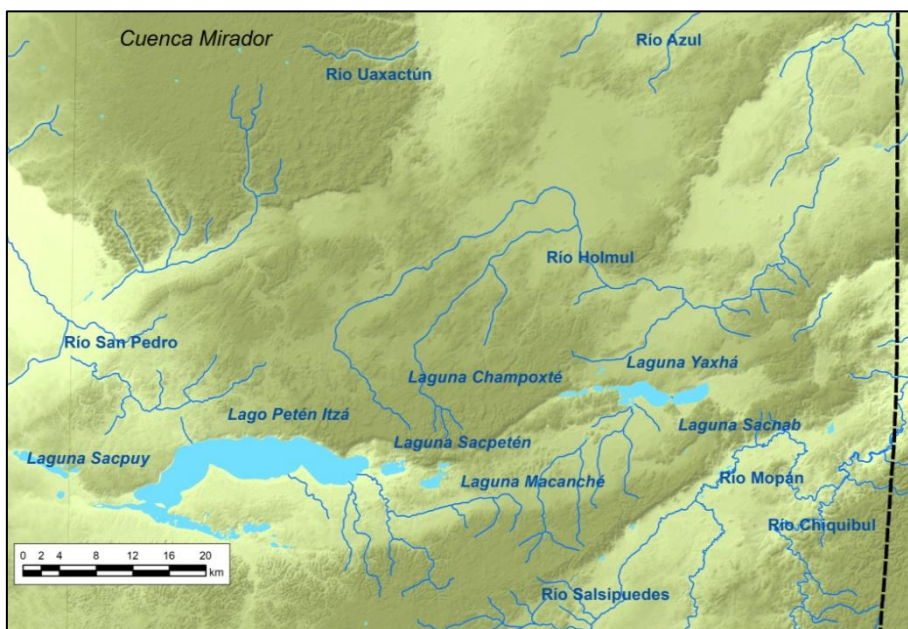 Cuenca Mirador
Río Azul
Río Uaxactún
Río Holmul
Río San Pedro
Laguna Yaxhá
Laguna Champoxté
Lago Petén Itzá
Laguna Sachab
Laguna Sacpetén
Laguna Sacpuy
Río Mopán
Laguna Macanché
Río Chiquibul
0 2 4 8 12 16 20
km
Río Salsipuedes